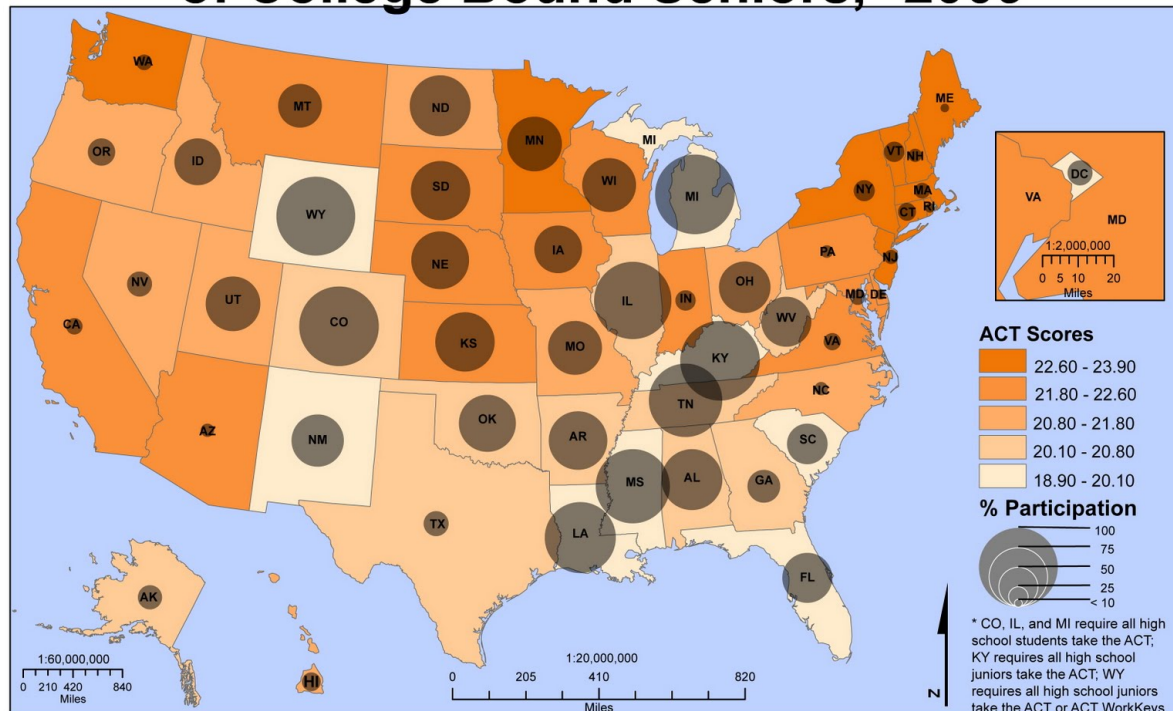 of College Bound Seniors,* 2009
WA
MT
ND
MN
ME
OR
ID
SD
WI
MI
MI
VT
NH
NY
MA
CT
RI
WY
NE
IA
PA
NJ
NV
UT
CO
IL
IN
OH
MD
DE
WV
CA
KS
MO
KY
VA
AZ
NM
OK
AR
TN
NC
SC
TX
LA
MS
AL
GA
FL
AK
HI
DC
VA
MD
1:2,000,000
0 5 10 20
Miles
ACT Scores
22.60 - 23.90
21.80 - 22.60
20.80 - 21.80
20.10 - 20.80
18.90 - 20.10
% Participation
100
75
50
25
< 10
* CO, IL, and MI require all high
school students take the ACT;
KY requires all high school
juniors take the ACT; WY
requires all high school juniors
take the ACT or ACT WorkKeys
1:60,000,000
0 210 420 840
Miles
1:20,000,000
0 205 410 820
Miles
N